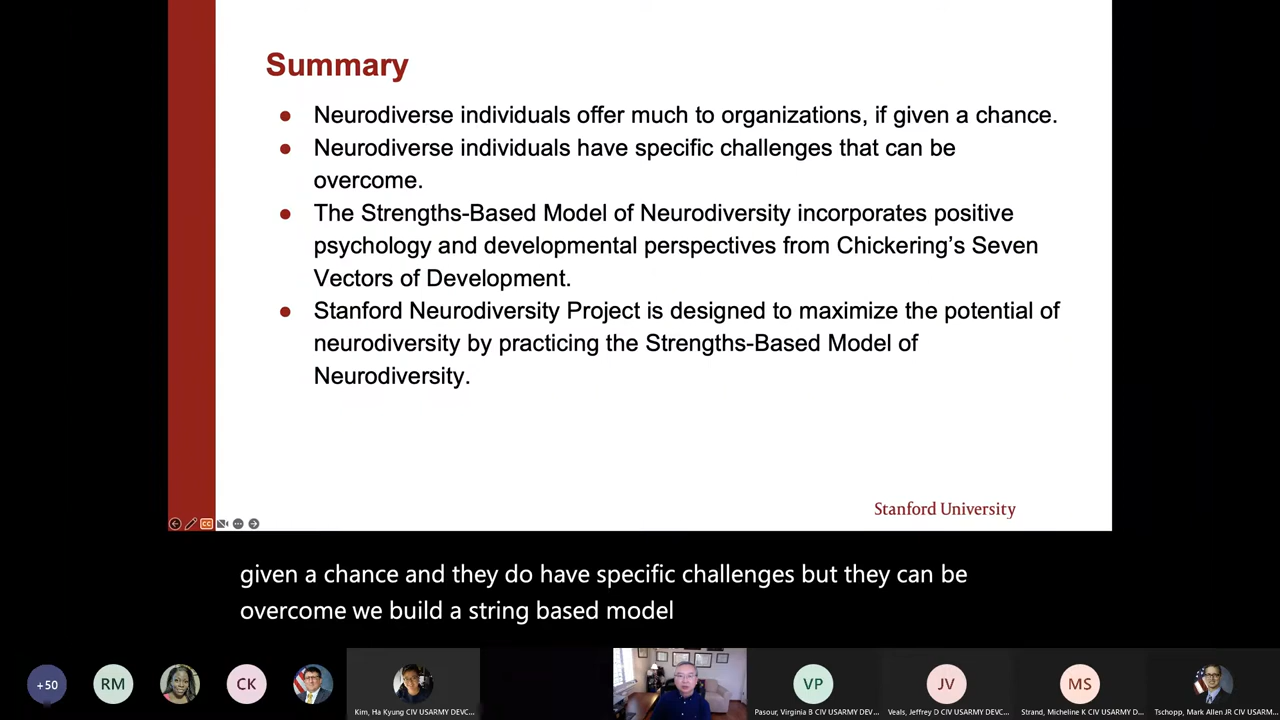 Summary
● Neurodiverse individuals offer much to organizations, if given a chance.
● Neurodiverse individuals have specific challenges that can be
overcome.
● The Strengths-Based Model of Neurodiversity incorporates positive
psychology and developmental perspectives from Chickering's Seven
Vectors of Development.
● Stanford Neurodiversity Project is designed to maximize the potential of
neurodiversity by practicing the Strengths-Based Model of
Neurodiversity.
Stanford University
CC
given a chance and they do have specific challenges but they can be
overcome we build a string based model
+50
RM
CK
VP
JV
MS
Kim, Ha Kyung CIV USARMY DEVC...
Pasour, Virginia B CIV USARMY DEV...
Veals, Jeffrey D CIV USARMY DEVC...
Strand, Micheline K CIV USARMY D...
Tschopp, Mark Allen JR CIV USARM...